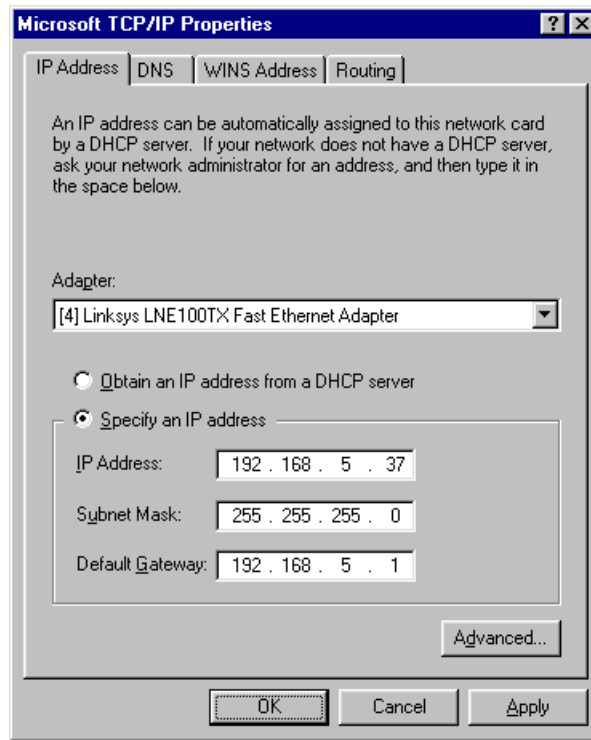 Microsoft TCP/IP Properties
IP Address DNS WINS Address Routing
An IP address can be automatically assigned to this network card
by a DHCP server. If your network does not have a DHCP server,
ask your network administrator for an address, and then type it in
the space below.
Adapter:
[4] Linksys LNE100TX Fast Ethernet Adapter
Obtain an IP address from a DHCP server
Specify an IP address
IP Address: 192 . 168 . 5 . 37
Subnet Mask: 255 . 255 . 255 . 0
Default Gateway: 192 . 168 . 5 . 1
Advanced...
OK Cancel Apply